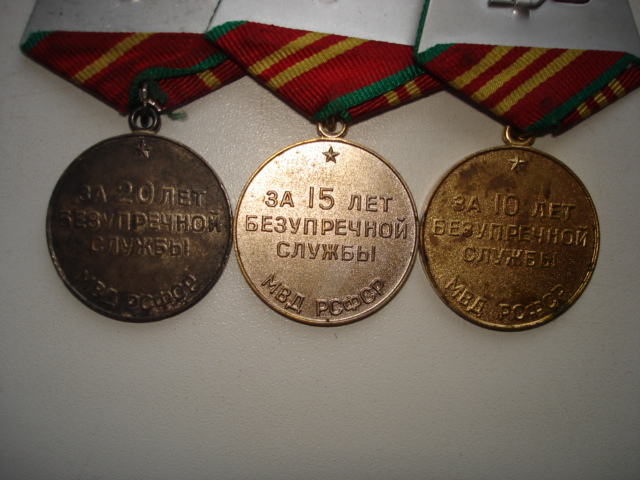 ЗА 20 ЛЕТ
БЕЗУПРЕЧНОЙ
СЛУЖБЫ
МВД РСФСР
ЗА 15 ЛЕТ
БЕЗУПРЕЧНОЙ
СЛУЖБЫ
МВД РСФСР
ЗА 10 ЛЕТ
БЕЗУПРЕЧНОЙ
СЛУЖБЫ
МВД РСФСР